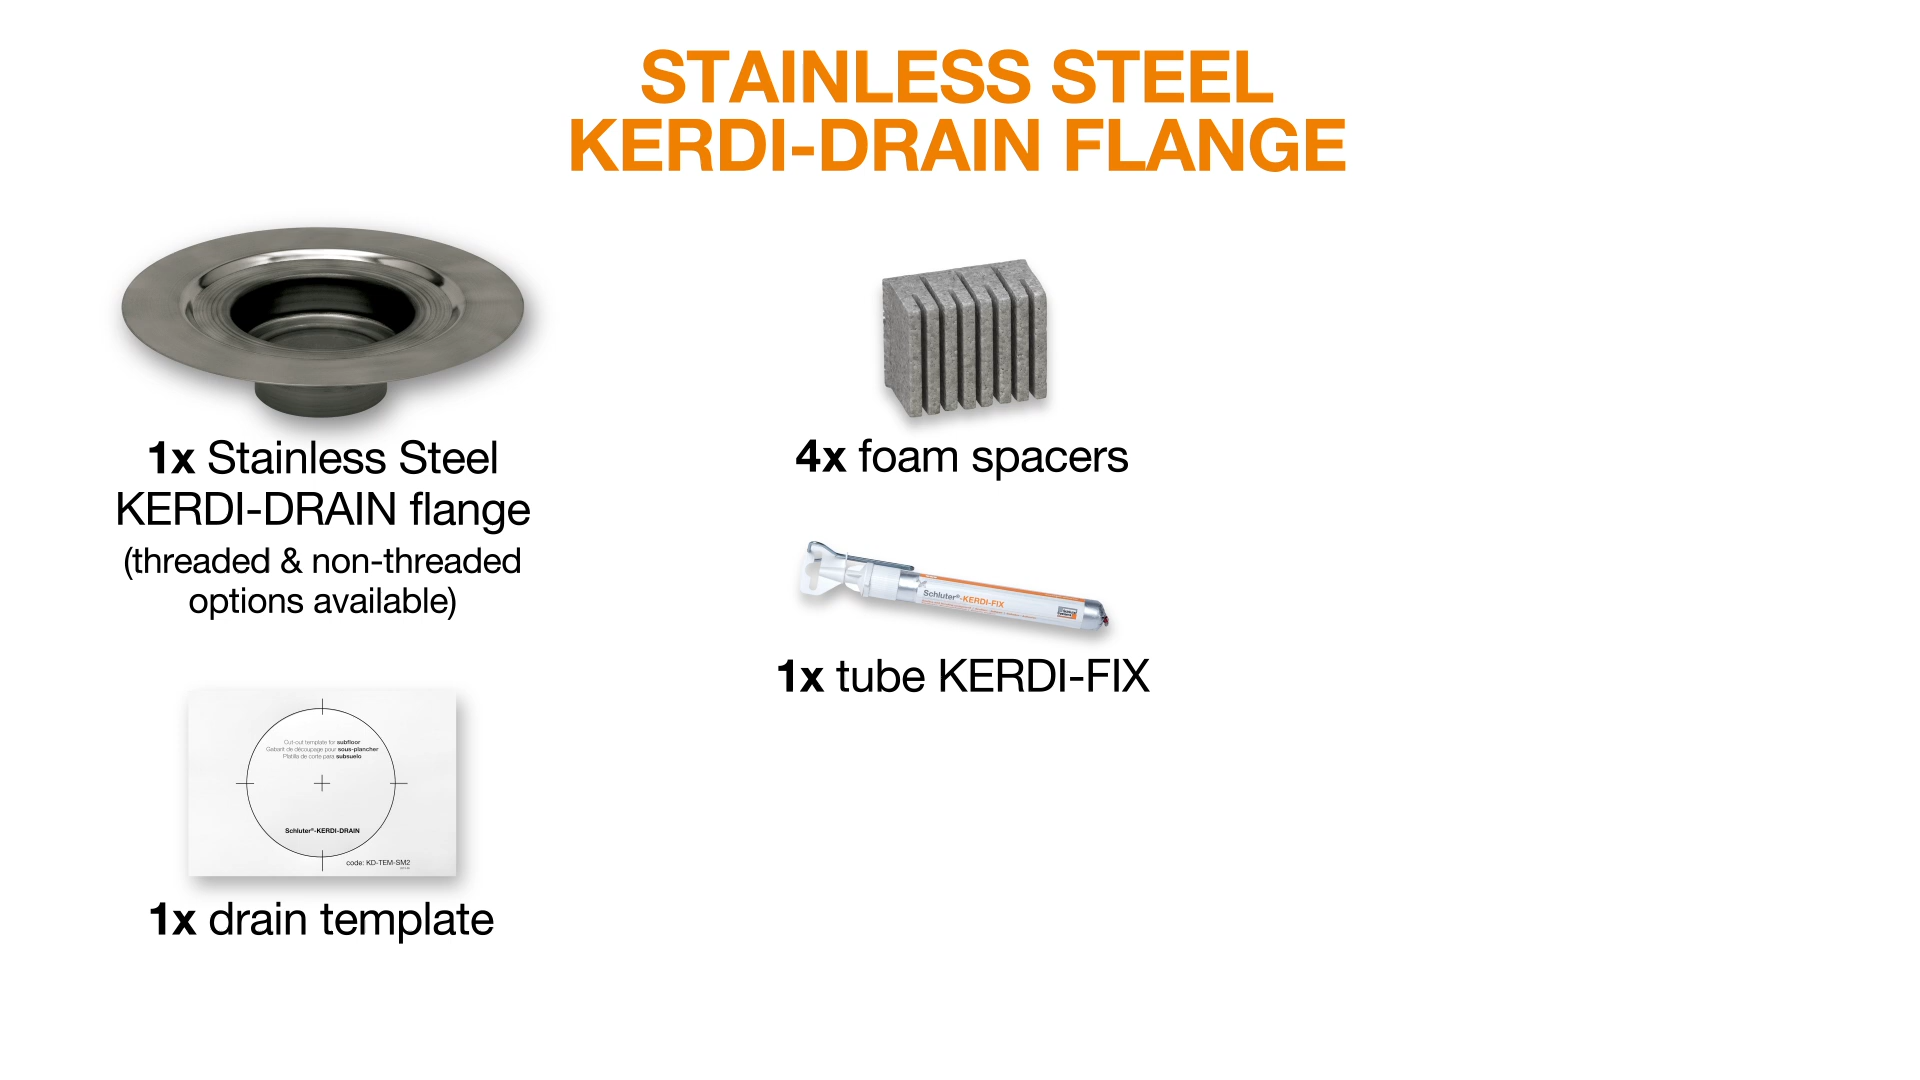 STAINLESS STEEL
KERDI-DRAIN FLANGE
1x Stainless Steel
KERDI-DRAIN flange
(threaded & non-threaded
options available)
4x foam spacers
Schluter®-KERDI-FIX
1x tube KERDI-FIX
Cut-out template for subfloor
Gabarit de découpage pour sous-plancher
Platilla de corte para subsuelo
Schluter®-KERDI-DRAIN
code: KD-TEM-SM2
1x drain template